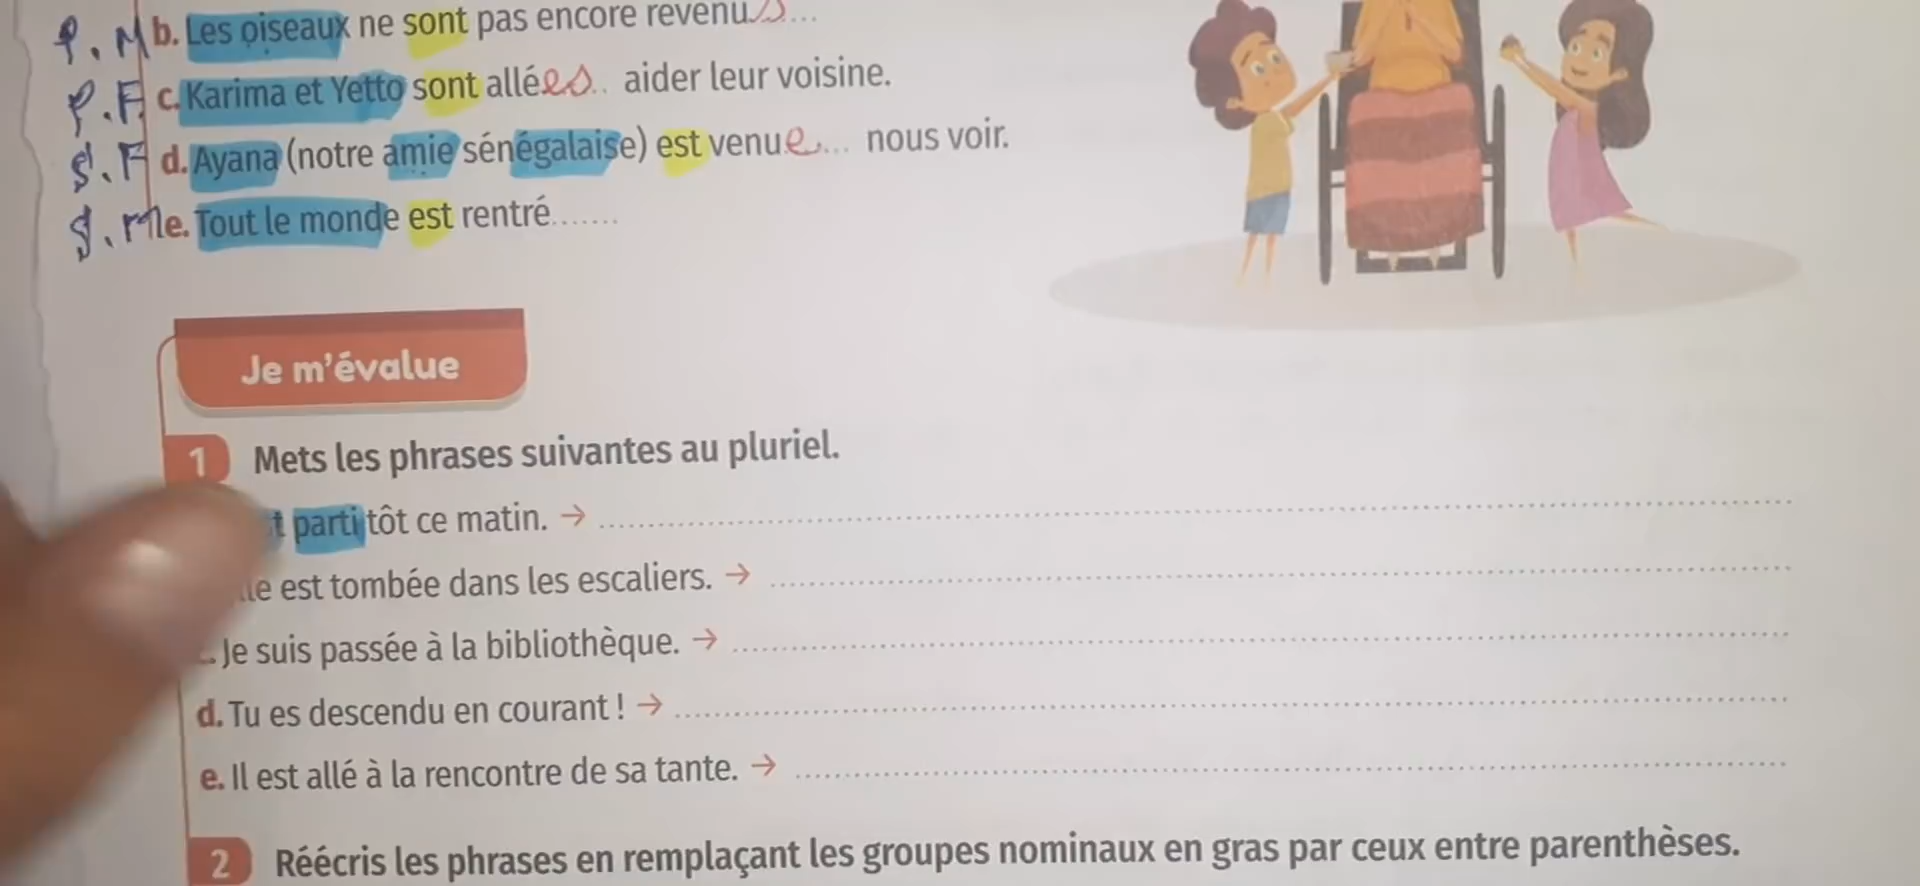 P. M b. Les oiseaux ne sont pas encore revenus...
P. F c. Karima et Yetto sont allées.. aider leur voisine.
S. F d. Ayana (notre amie sénégalaise) est venue... nous voir.
S. M e. Tout le monde est rentré.......
Je m'évalue
1 Mets les phrases suivantes au pluriel.
parti tôt ce matin. →
est tombée dans les escaliers. →
Je suis passée à la bibliothèque. →
d. Tu es descendu en courant ! →
e. Il est allé à la rencontre de sa tante. →
2 Réécris les phrases en remplaçant les groupes nominaux en gras par ceux entre parenthèses.